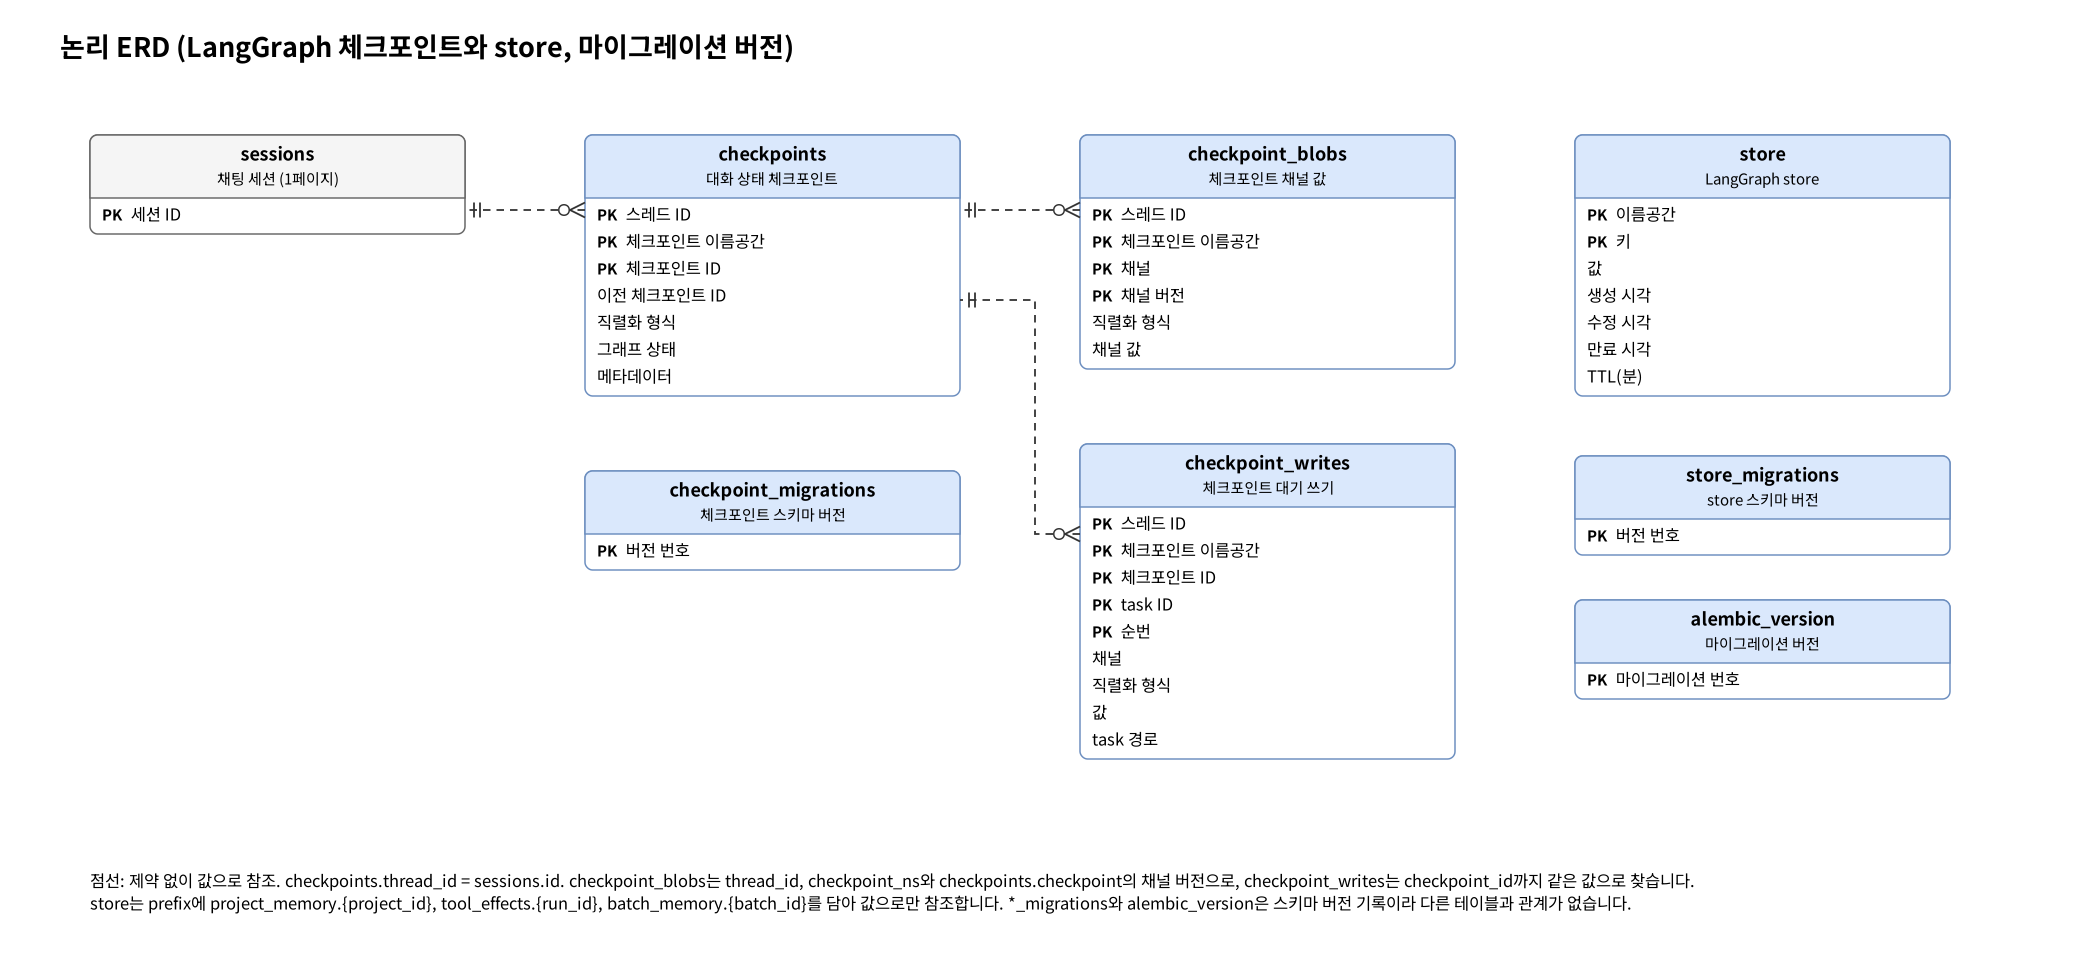 논리 ERD (LangGraph 체크포인트와 store, 마이그레이션 버전)
sessions
채팅 세션 (1페이지)
PK 세션 ID
checkpoints
대화 상태 체크포인트
PK 스레드 ID
PK 체크포인트 이름공간
PK 체크포인트 ID
이전 체크포인트 ID
직렬화 형식
그래프 상태
메타데이터
checkpoint_blobs
체크포인트 채널 값
PK 스레드 ID
PK 체크포인트 이름공간
PK 채널
PK 채널 버전
직렬화 형식
채널 값
store
LangGraph store
PK 이름공간
PK 키
값
생성 시각
수정 시각
만료 시각
TTL(분)
checkpoint_migrations
체크포인트 스키마 버전
PK 버전 번호
checkpoint_writes
체크포인트 대기 쓰기
PK 스레드 ID
PK 체크포인트 이름공간
PK 체크포인트 ID
PK task ID
PK 순번
채널
직렬화 형식
값
task 경로
store_migrations
store 스키마 버전
PK 버전 번호
alembic_version
마이그레이션 버전
PK 마이그레이션 번호
점선: 제약 없이 값으로 참조. checkpoints.thread_id = sessions.id. checkpoint_blobs는 thread_id, checkpoint_ns와 checkpoints.checkpoint의 채널 버전으로, checkpoint_writes는 checkpoint_id까지 같은 값으로 찾습니다.
store는 prefix에 project_memory.{project_id}, tool_effects.{run_id}, batch_memory.{batch_id}를 담아 값으로만 참조합니다. *_migrations와 alembic_version은 스키마 버전 기록이라 다른 테이블과 관계가 없습니다.